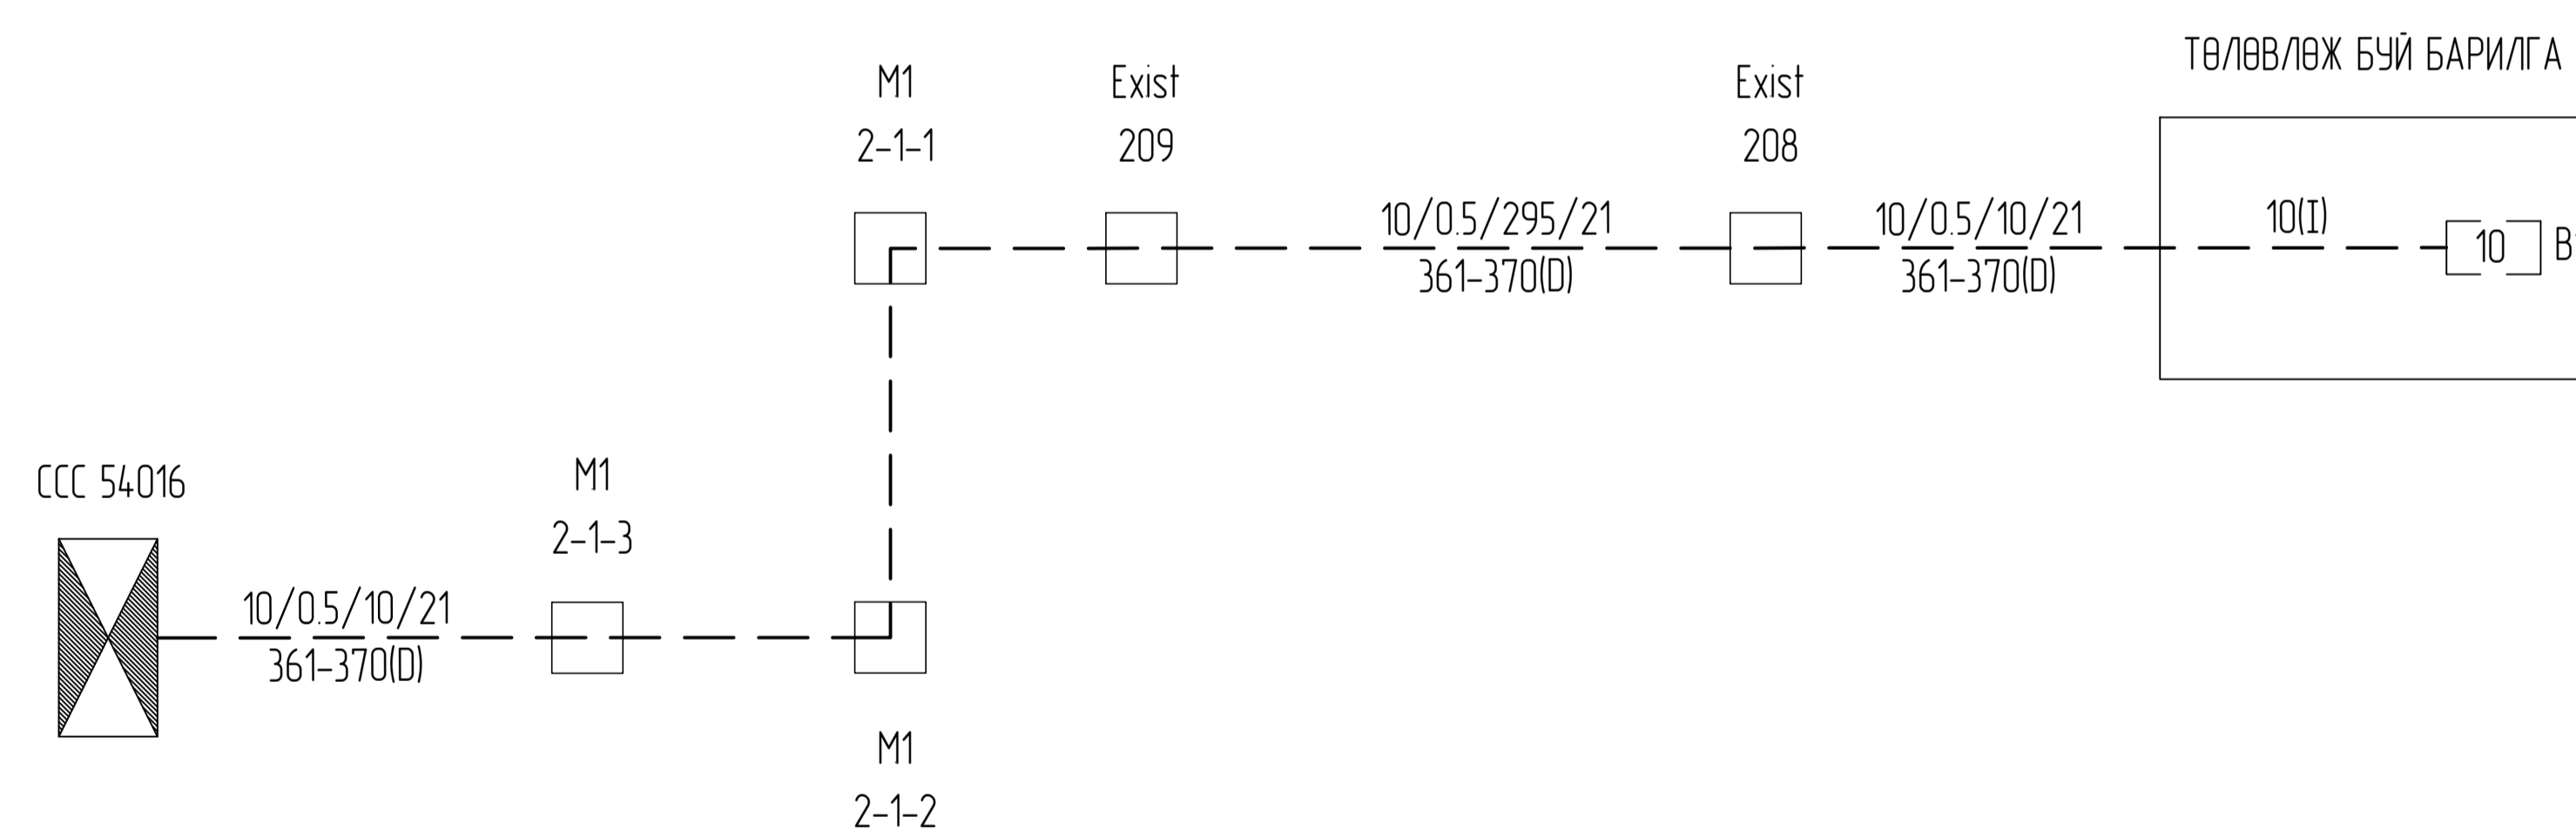 ТӨЛӨВЛӨЖ БУЙ БАРИЛГА
M1
2-1-1
Exist
209
Exist
208
10/0.5/295/21
361-370(D)
10/0.5/10/21
361-370(D)
10(I)
10
CCC 54016
M1
2-1-3
10/0.5/10/21
361-370(D)
M1
2-1-2